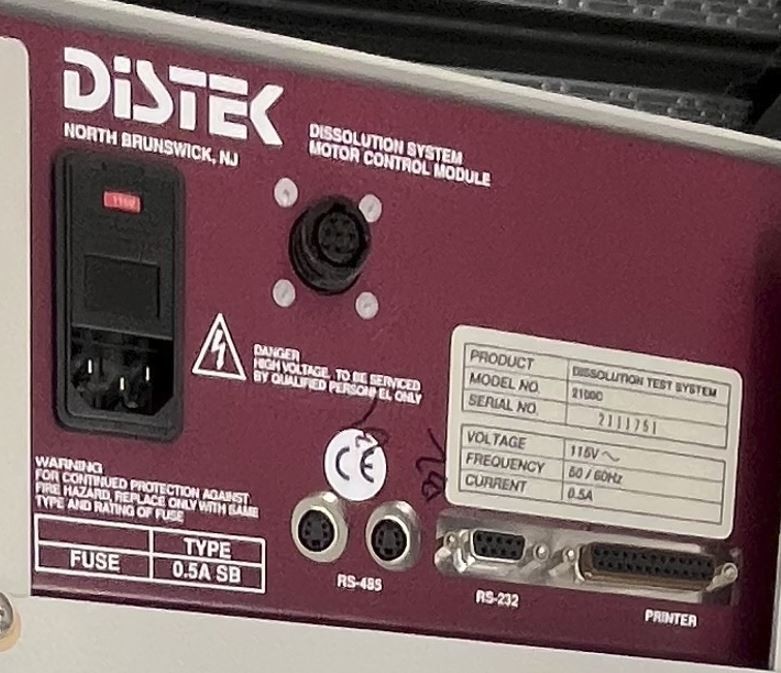 DISTEK
NORTH BRUNSWICK, NJ
DISSOLUTION SYSTEM
MOTOR CONTROL MODULE
115V
DANGER
HIGH VOLTAGE. TO BE SERVICED
BY QUALIFIED PERSONNEL ONLY
PRODUCT DISSOLUTION TEST SYSTEM
MODEL NO. 2100C
SERIAL NO. 2111751
VOLTAGE 115V ~
FREQUENCY 50 / 60Hz
CURRENT 0.5A
CE
WARNING
FOR CONTINUED PROTECTION AGAINST
FIRE HAZARD, REPLACE ONLY WITH SAME
TYPE AND RATING OF FUSE
TYPE
FUSE 0.5A SB
RS-485
RS-232
PRINTER